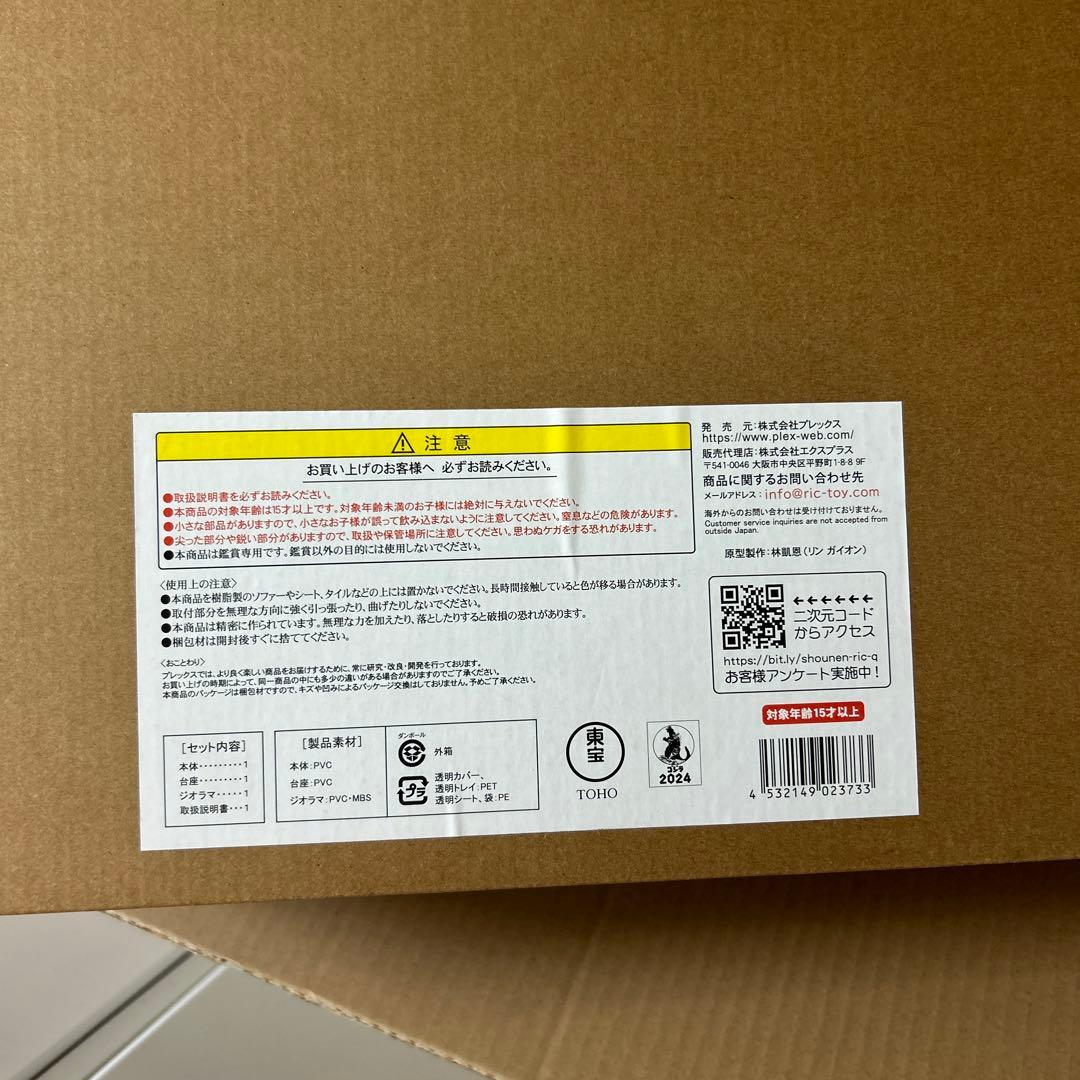 注 意
お買い上げのお客様へ 必ずお読みください。
●取扱説明書を必ずお読みください。
●本商品の対象年齢は15才以上です。対象年齢未満のお子様には絶対に与えないでください。
●小さな部品がありますので、小さなお子様が誤って飲み込まないように注意してください。窒息などの危険があります。
●尖った部分や鋭い部分がありますので、取扱や保管場所に注意してください。思わぬケガをする恐れがあります。
●本商品は鑑賞専用です。鑑賞以外の目的には使用しないでください。
〈使用上の注意〉
●本商品を樹脂製のソファーやシート、タイルなどの上には置かないでください。長時間接触していると色が移る場合があります。
●取付部分を無理な方向に強く引っ張ったり、曲げたりしないでください。
●本商品は精密に作られています。無理な力を加えたり、落としたりすると破損の恐れがあります。
●梱包材は開封後すぐに捨ててください。
〈おことわり〉
プレックスでは、より良く楽しい商品をお届けするために、常に研究・改良・開発を行っております。
お買い上げの時期によって、同一商品の中にも多少の違いがある場合がありますのでご了承ください。
本商品のパッケージは梱包材ですので、キズや凹みによるパッケージ交換はしておりません。予めご了承ください。
発 売 元:株式会社プレックス
https://www.plex-web.com/
販売代理店:株式会社エクスプラス
〒541-0046 大阪市中央区平野町1-8-8 9F
商品に関するお問い合わせ先
メールアドレス:info@ric-toy.com
海外からのお問い合わせは受け付けておりません。
Customer service inquiries are not accepted from
outside Japan.
原型製作:林凱恩(リン ガイオン)
←←←←←←
二次元コード
からアクセス
https://bit.ly/shounen-ric-q
お客様アンケート実施中!
対象年齢15才以上
[セット内容]
本体・・・・・・・・・1
台座・・・・・・・・・1
ジオラマ・・・・・1
取扱説明書・・・1
[製品素材]
本体:PVC
台座:PVC
ジオラマ:PVC・MBS
ダンボール
外箱
プラ
透明カバー、
透明トレイ:PET
透明シート、袋:PE
東宝
TOHO
ゴジラ
2024
4 532149 023733